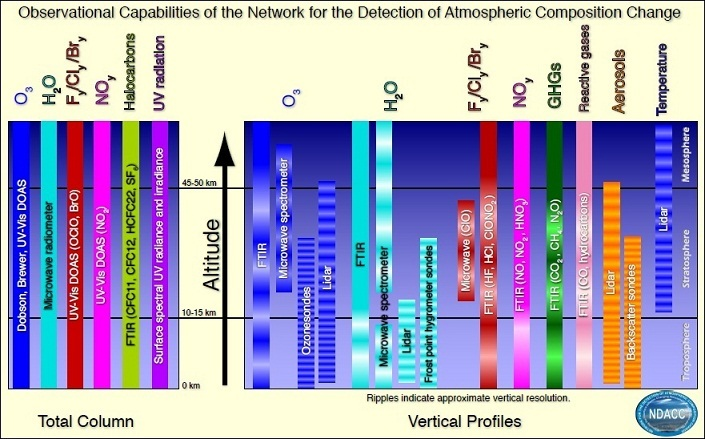 Observational Capabilities of the Network for the Detection of Atmospheric Composition Change
O3
H2O
Fy/Cly/Bry
NOy
Halocarbons
UV radiation
O3
H2O
Fy/Cly/Bry
NOy
GHGs
Reactive gases
Aerosols
Temperature
Dobson, Brewer, UV-Vis DOAS
Microwave radiometer
UV-Vis DOAS (OClO, BrO)
UV-Vis DOAS (NO2)
FTIR (CFC11, CFC12, HCFC22, SF6)
Surface spectral UV radiance and irradiance
45-50 km
10-15 km
0 km
Altitude
FTIR
Microwave spectrometer
Ozonesondes
Lidar
FTIR
Microwave spectrometer
Lidar
Frost point hygrometer sondes
Microwave (ClO)
FTIR (HF, HCl, ClONO2)
FTIR (NO, NO2, HNO3)
FTIR (CO2, CH4, N2O)
FTIR (CO, hydrocarbons)
Lidar
Backscatter sondes
Lidar
Mesosphere
Stratosphere
Troposphere
Ripples indicate approximate vertical resolution.
Total Column
Vertical Profiles
NDACC